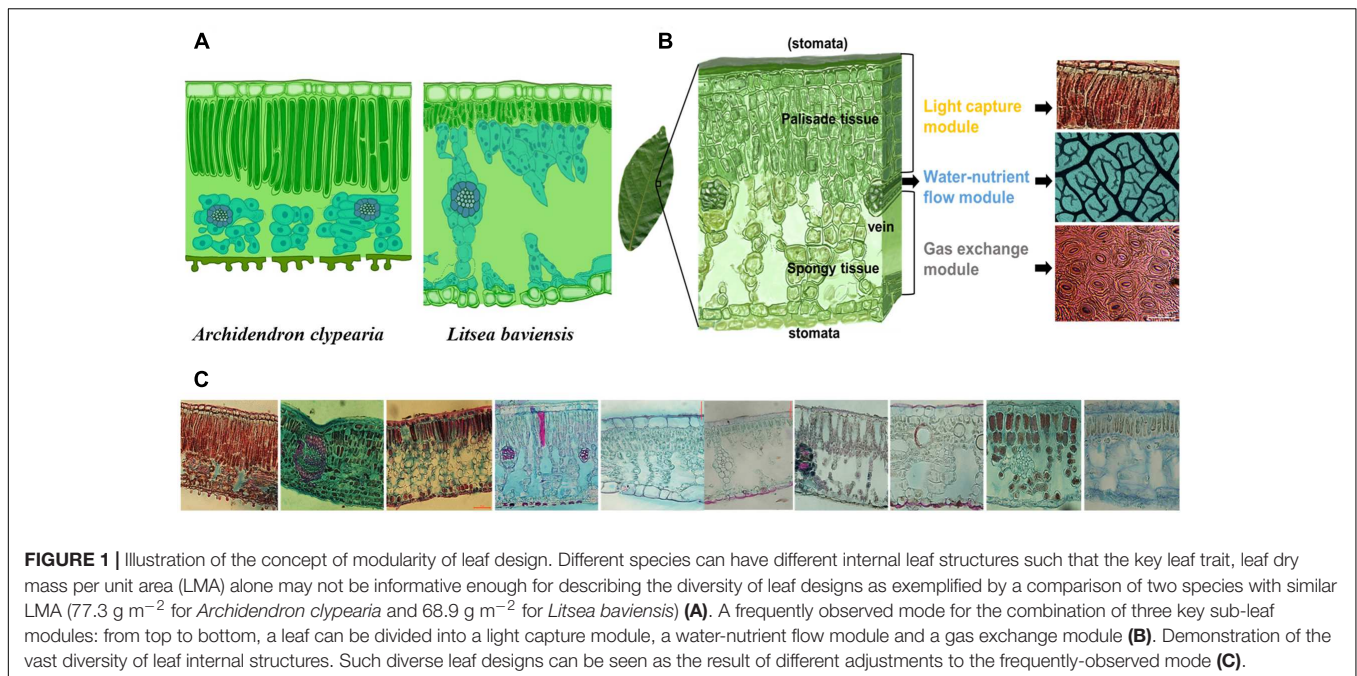 A
B
(stomata)
Palisade tissue
Light capture
module
Water-nutrient
flow module
vein
Gas exchange
module
Spongy tissue
stomata
Archidendron clypearia
Litsea baviensis
C
FIGURE 1 | Illustration of the concept of modularity of leaf design. Different species can have different internal leaf structures such that the key leaf trait, leaf dry
mass per unit area (LMA) alone may not be informative enough for describing the diversity of leaf designs as exemplified by a comparison of two species with similar
LMA (77.3 g m−2 for Archidendron clypearia and 68.9 g m−2 for Litsea baviensis) (A). A frequently observed mode for the combination of three key sub-leaf
modules: from top to bottom, a leaf can be divided into a light capture module, a water-nutrient flow module and a gas exchange module (B). Demonstration of the
vast diversity of leaf internal structures. Such diverse leaf designs can be seen as the result of different adjustments to the frequently-observed mode (C).